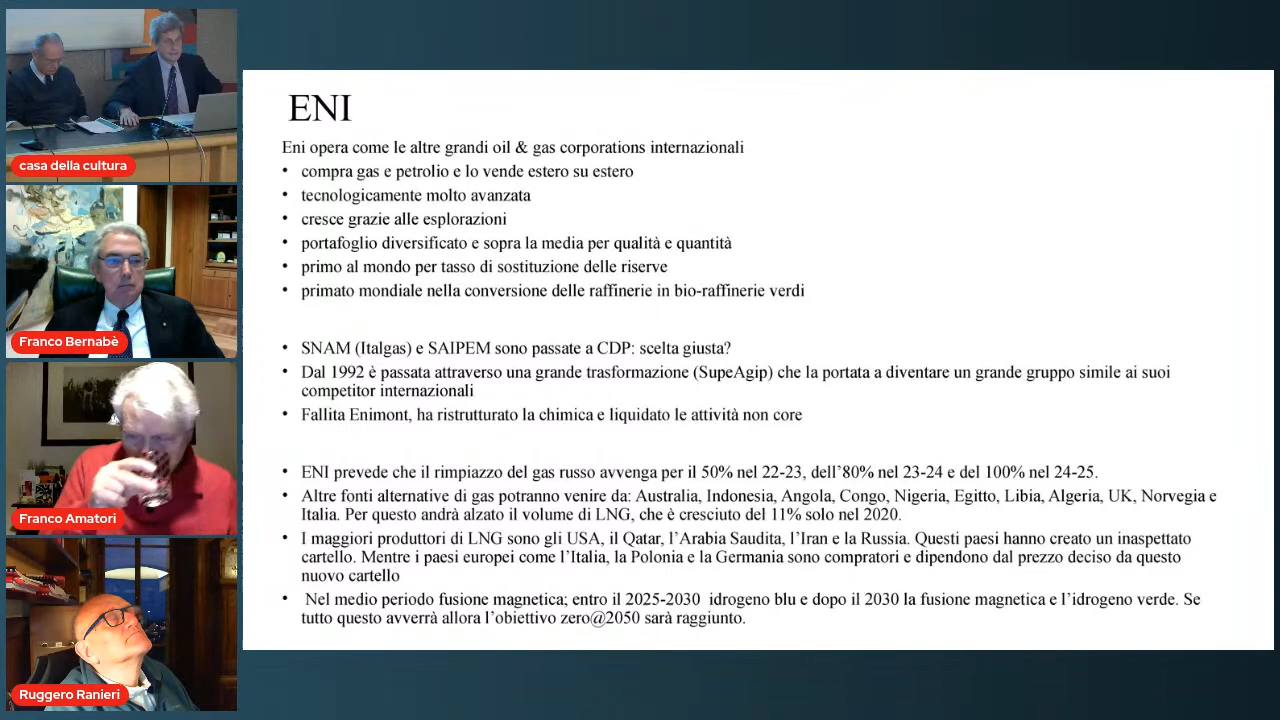 casa della cultura
Franco Bernabè
Franco Amatori
Ruggero Ranieri
ENI
Eni opera come le altre grandi oil & gas corporations internazionali
• compra gas e petrolio e lo vende estero su estero
• tecnologicamente molto avanzata
• cresce grazie alle esplorazioni
• portafoglio diversificato e sopra la media per qualità e quantità
• primo al mondo per tasso di sostituzione delle riserve
• primato mondiale nella conversione delle raffinerie in bio-raffinerie verdi
• SNAM (Italgas) e SAIPEM sono passate a CDP: scelta giusta?
• Dal 1992 è passata attraverso una grande trasformazione (SupeAgip) che la portata a diventare un grande gruppo simile ai suoi
competitor internazionali
• Fallita Enimont, ha ristrutturato la chimica e liquidato le attività non core
• ENI prevede che il rimpiazzo del gas russo avvenga per il 50% nel 22-23, dell'80% nel 23-24 e del 100% nel 24-25.
• Altre fonti alternative di gas potranno venire da: Australia, Indonesia, Angola, Congo, Nigeria, Egitto, Libia, Algeria, UK, Norvegia e
Italia. Per questo andrà alzato il volume di LNG, che è cresciuto del 11% solo nel 2020.
• I maggiori produttori di LNG sono gli USA, il Qatar, l'Arabia Saudita, l'Iran e la Russia. Questi paesi hanno creato un inaspettato
cartello. Mentre i paesi europei come l'Italia, la Polonia e la Germania sono compratori e dipendono dal prezzo deciso da questo
nuovo cartello
• Nel medio periodo fusione magnetica; entro il 2025-2030 idrogeno blu e dopo il 2030 la fusione magnetica e l'idrogeno verde. Se
tutto questo avverrà allora l'obiettivo zero@2050 sarà raggiunto.